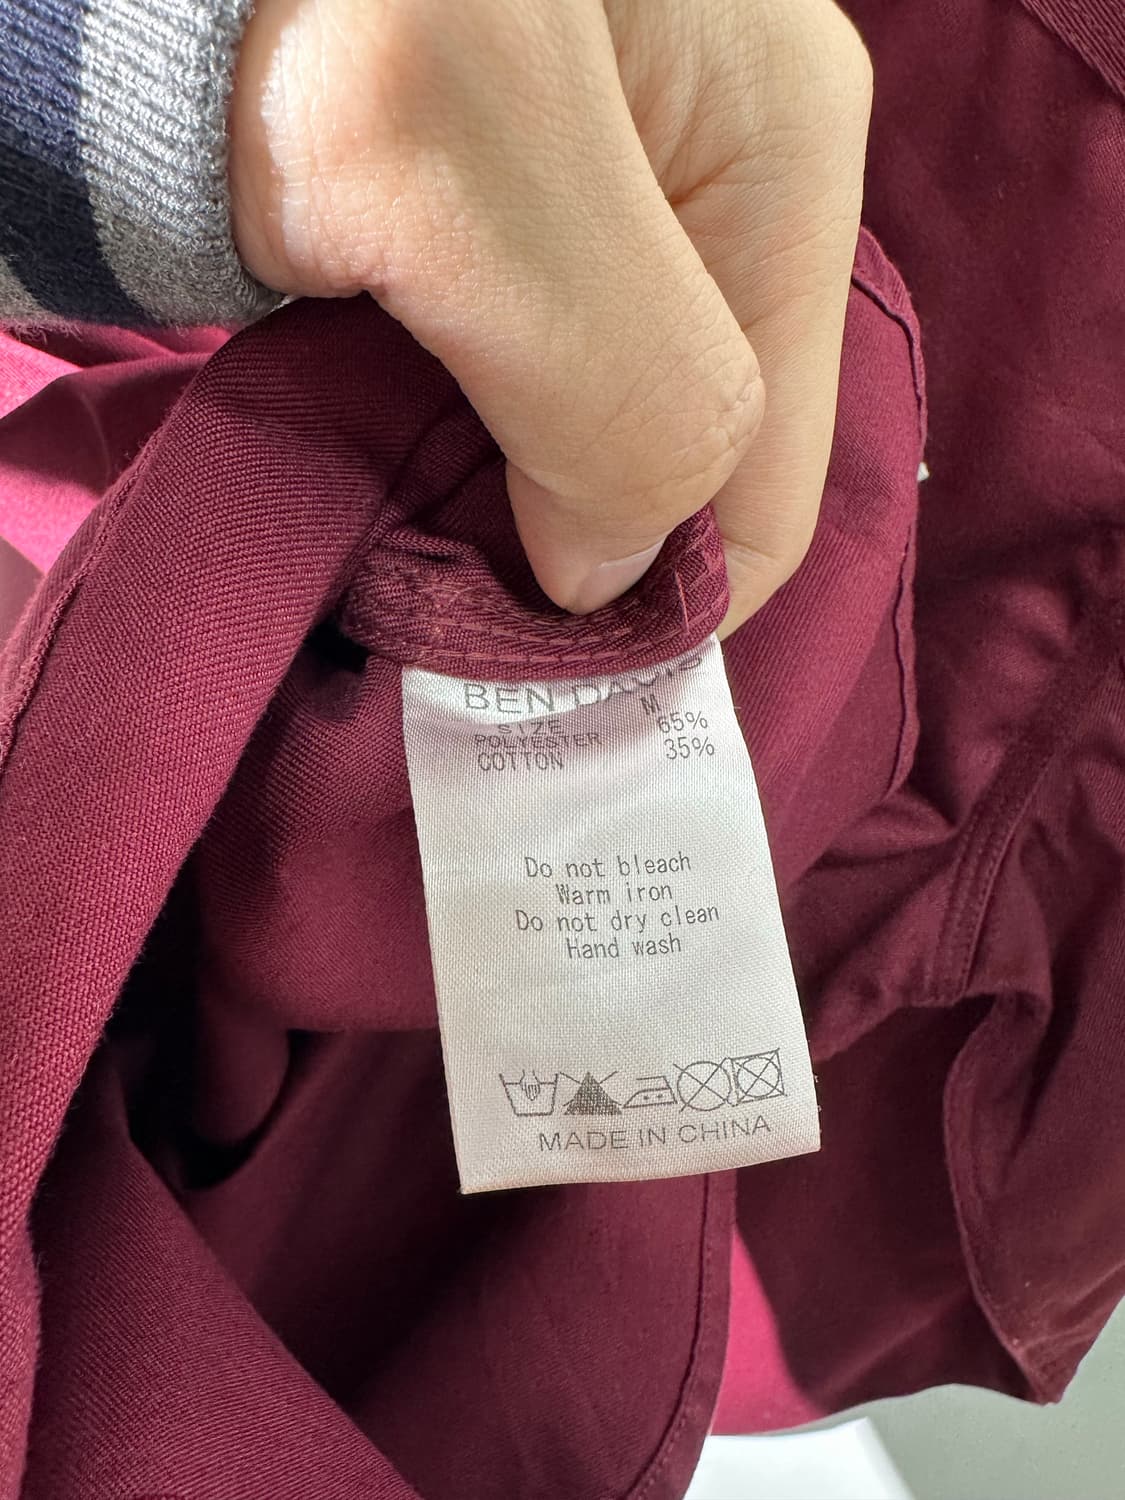 BEN DAVIS
SIZE M
POLYESTER 65%
COTTON 35%
Do not bleach
Warm iron
Do not dry clean
Hand wash
MADE IN CHINA